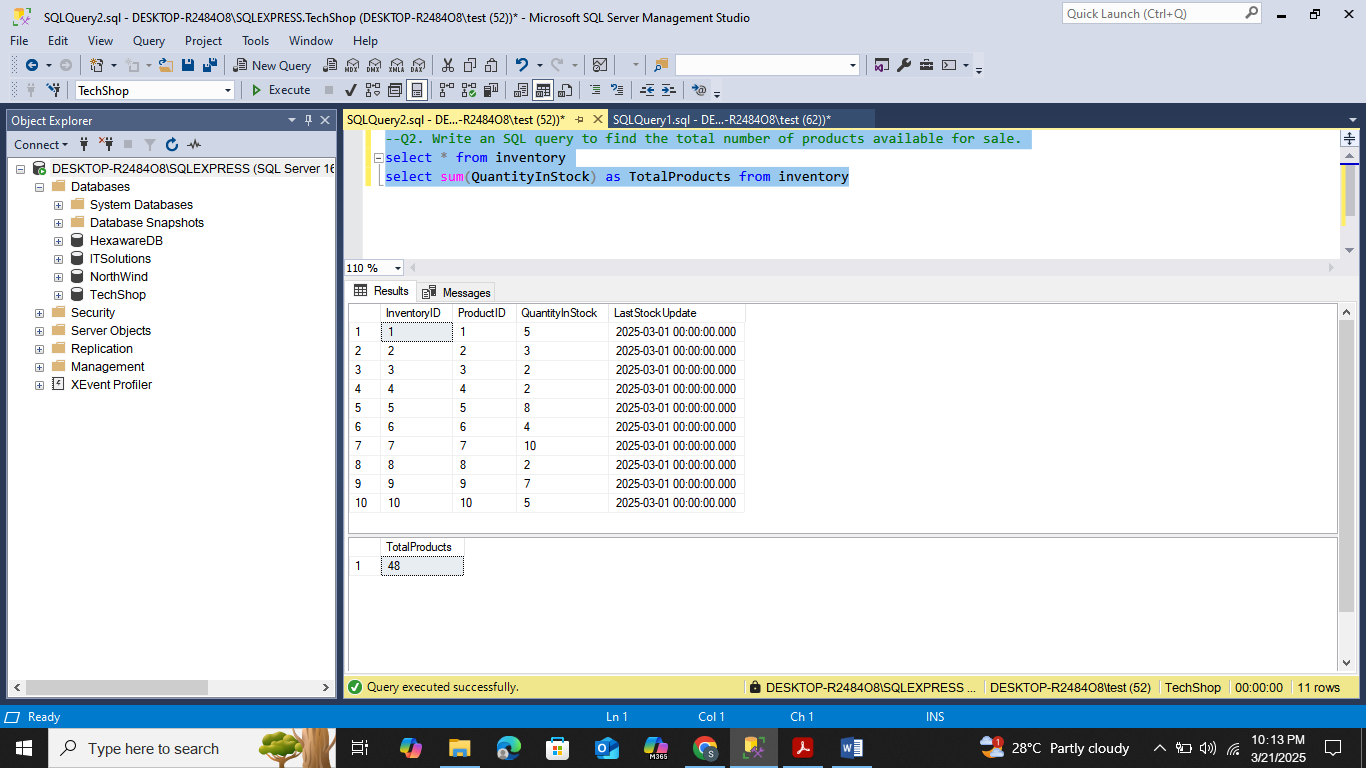 SQLQuery2.sql - DESKTOP-R2484O8\SQLEXPRESS.TechShop (DESKTOP-R2484O8\test (52))* - Microsoft SQL Server Management Studio
Quick Launch (Ctrl+Q)
File Edit View Query Project Tools Window Help
New Query MDX DMX XMLA DAX
TechShop Execute
Object Explorer
SQLQuery2.sql - DE...-R2484O8\test (52))* SQLQuery1.sql - DE...-R2484O8\test (62))*
Connect
DESKTOP-R2484O8\SQLEXPRESS (SQL Server 16
Databases
System Databases
Database Snapshots
HexawareDB
ITSolutions
NorthWind
TechShop
Security
Server Objects
Replication
Management
XEvent Profiler
--Q2. Write an SQL query to find the total number of products available for sale.
select * from inventory
select sum(QuantityInStock) as TotalProducts from inventory
110 %
Results Messages
InventoryID ProductID QuantityInStock LastStockUpdate
1 1 1 5 2025-03-01 00:00:00.000
2 2 2 3 2025-03-01 00:00:00.000
3 3 3 2 2025-03-01 00:00:00.000
4 4 4 2 2025-03-01 00:00:00.000
5 5 5 8 2025-03-01 00:00:00.000
6 6 6 4 2025-03-01 00:00:00.000
7 7 7 10 2025-03-01 00:00:00.000
8 8 8 2 2025-03-01 00:00:00.000
9 9 9 7 2025-03-01 00:00:00.000
10 10 10 5 2025-03-01 00:00:00.000
TotalProducts
1 48
Query executed successfully. DESKTOP-R2484O8\SQLEXPRESS ... DESKTOP-R2484O8\test (52) TechShop 00:00:00 11 rows
Ready Ln 1 Col 1 Ch 1 INS
Type here to search M365 1 28°C Partly cloudy 10:13 PM
3/21/2025